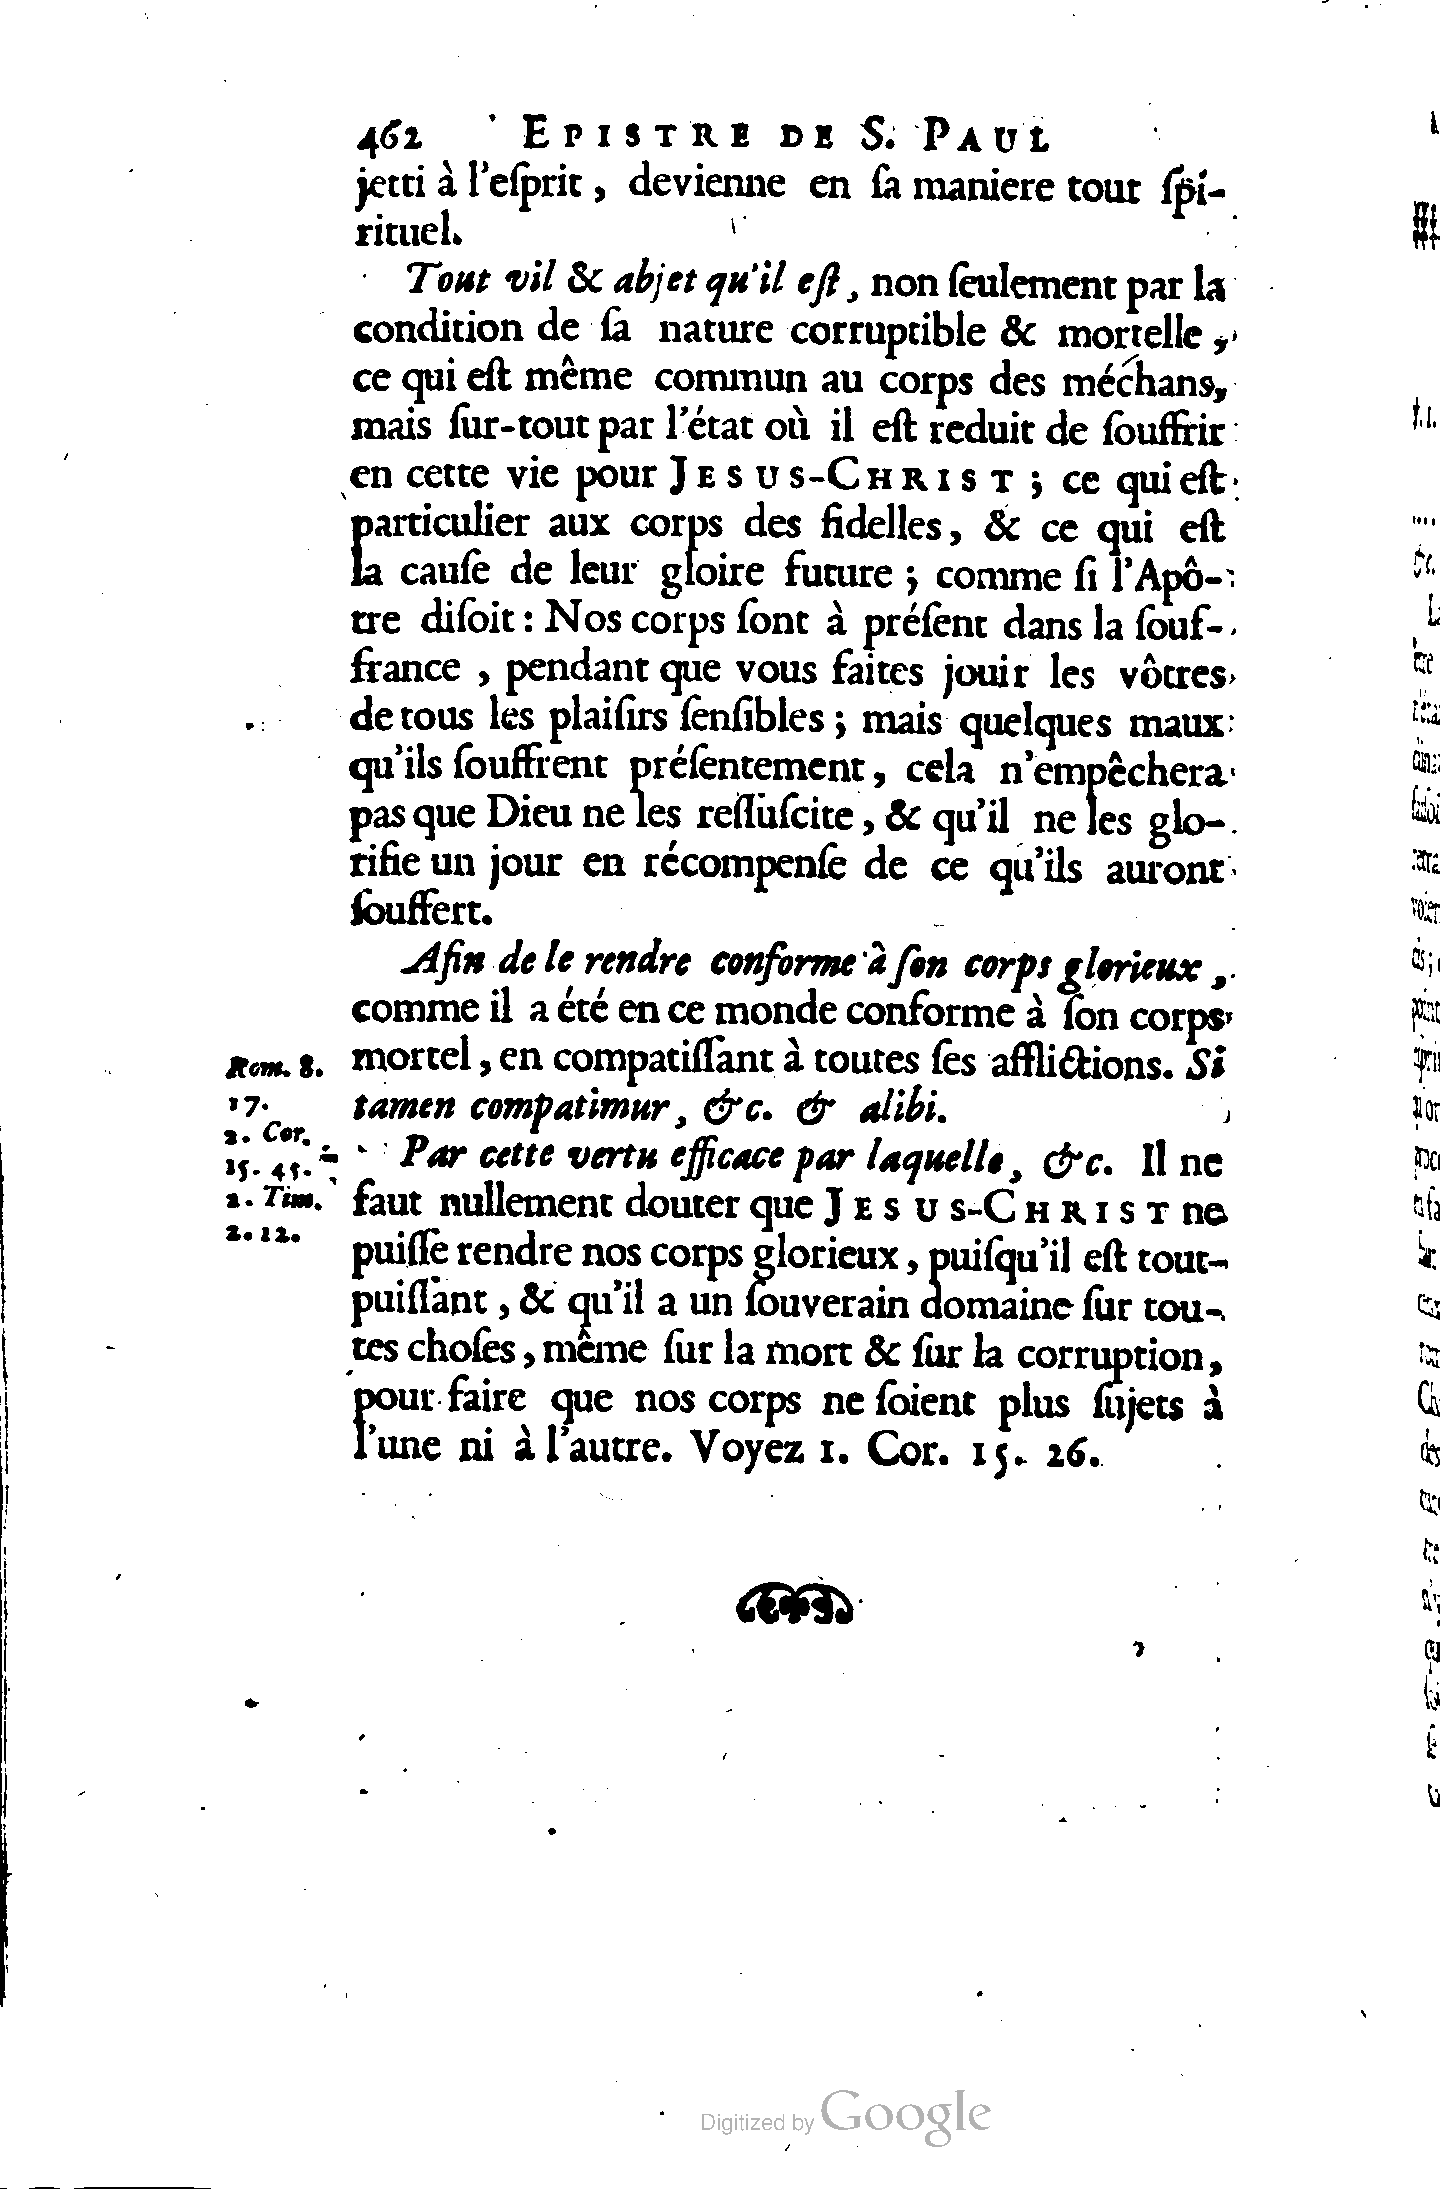 462 EPISTRE DE S. PAUL
jetti à l'eſprit, devienne en ſa maniere tout ſpi-
rituel.
Tout vil & abjet qu'il eſt, non ſeulement par la
condition de ſa nature corruptible & mortelle,
ce qui eſt même commun au corps des méchans,
mais ſur-tout par l'état où il eſt reduit de ſouffrir
en cette vie pour JESUS-CHRIST; ce qui eſt
particulier aux corps des fidelles, & ce qui eſt
la cauſe de leur gloire future; comme ſi l'Apô-
tre diſoit: Nos corps ſont à préſent dans la ſouf-
france, pendant que vous faites jouir les vôtres
de tous les plaiſirs ſenſibles; mais quelques maux
qu'ils ſouffrent préſentement, cela n'empêchera
pas que Dieu ne les reſſuſcite, & qu'il ne les glo-
rifie un jour en récompenſe de ce qu'ils auront
ſouffert.
Afin de le rendre conforme à ſon corps glorieux,
comme il a été en ce monde conforme à ſon corps
mortel, en compatiſſant à toutes ſes afflictions. Si
tamen compatimur, &c. & alibi.
Par cette vertu efficace par laquelle, &c. Il ne
faut nullement douter que JESUS-CHRIST ne
puiſſe rendre nos corps glorieux, puiſqu'il eſt tout-
puiſſant, & qu'il a un ſouverain domaine ſur tou-
tes choſes, même ſur la mort & ſur la corruption,
pour faire que nos corps ne ſoient plus ſujets à
l'une ni à l'autre. Voyez 1. Cor. 15. 26.
Rom. 8.
17.
2. Cor.
15. 45.
2. Tim.
2. 12.
Digitized by Google